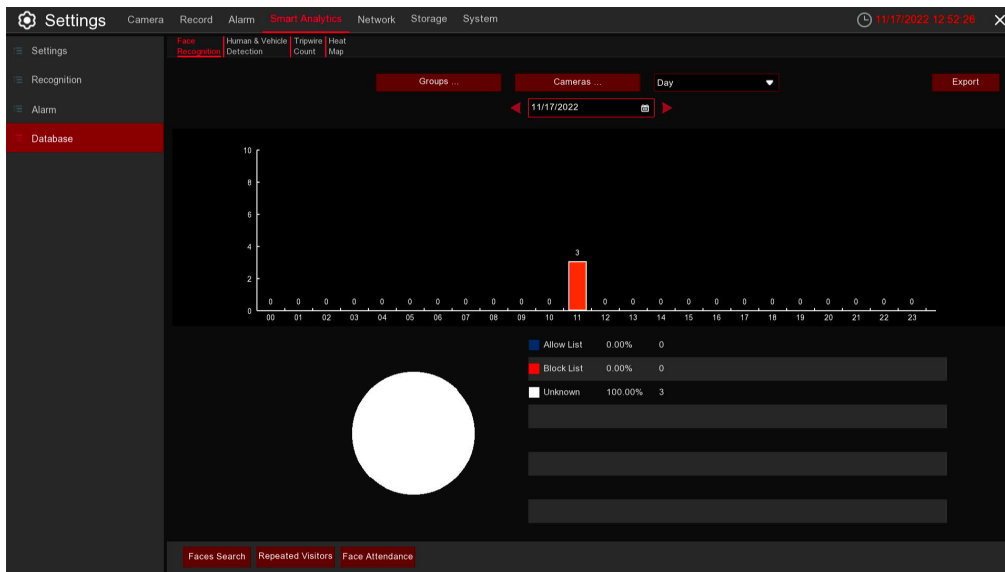 Settings Camera Record Alarm Smart Analytics Network Storage System 11/17/2022 12:52:26
Face Recognition Human & Vehicle Detection Tripwire Count Heat Map
Settings
Recognition
Alarm
Database
Groups ... Cameras ... Day Export
11/17/2022
10
8
6
4
2
0
3
0 0 0 0 0 0 0 0 0 0 0 0 0 0 0 0 0 0 0 0 0 0 0
00 01 02 03 04 05 06 07 08 09 10 11 12 13 14 15 16 17 18 19 20 21 22 23
Allow List 0.00% 0
Block List 0.00% 0
Unknown 100.00% 3
Faces Search Repeated Visitors Face Attendance